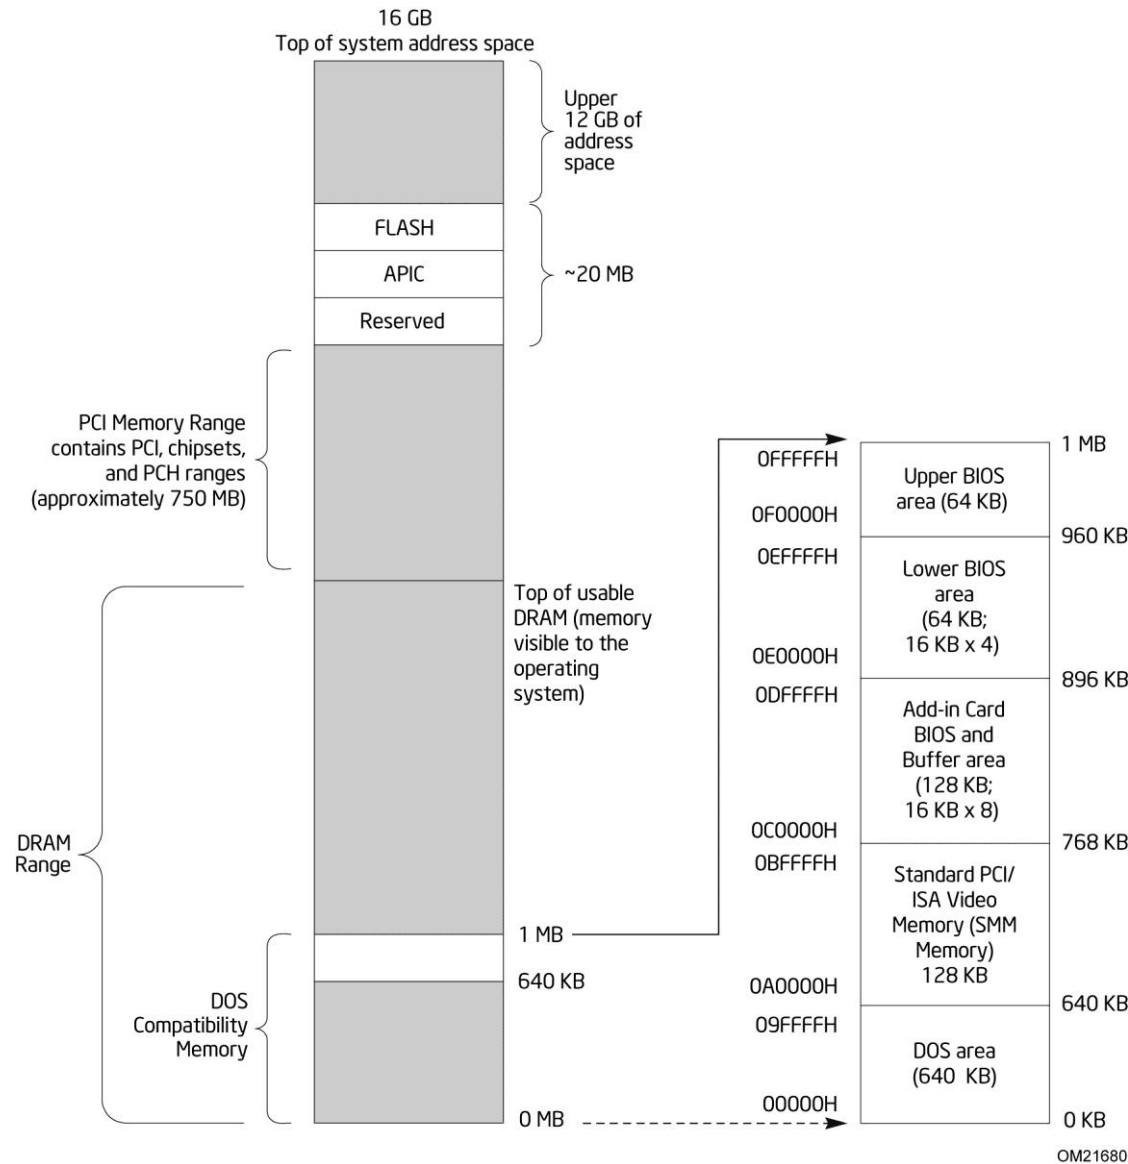 16 GB
Top of system address space
Upper
12 GB of
address
space
FLASH
APIC
Reserved
~20 MB
PCI Memory Range
contains PCI, chipsets,
and PCH ranges
(approximately 750 MB)
Top of usable
DRAM (memory
visible to the
operating
system)
DRAM
Range
1 MB
640 KB
DOS
Compatibility
Memory
0 MB
0FFFFFH
0F0000H
0EFFFFH
0E0000H
0DFFFFH
0C0000H
0BFFFFH
0A0000H
09FFFFH
00000H
Upper BIOS
area (64 KB)
Lower BIOS
area
(64 KB;
16 KB x 4)
Add-in Card
BIOS and
Buffer area
(128 KB;
16 KB x 8)
Standard PCI/
ISA Video
Memory (SMM
Memory)
128 KB
DOS area
(640 KB)
1 MB
960 KB
896 KB
768 KB
640 KB
0 KB
OM21680